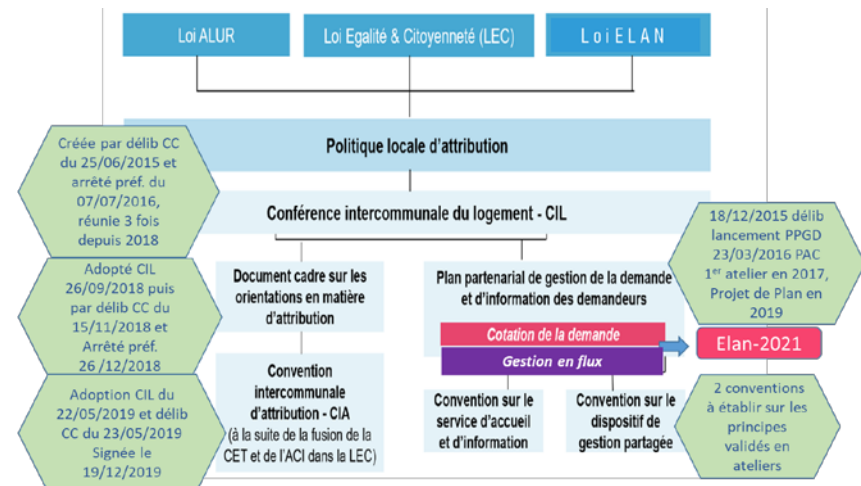 Loi ALUR
Loi Egalité & Citoyenneté (LEC)
Loi ELAN
Politique locale d'attribution
Créée par délib CC
du 25/06/2015 et
arrêté préf. du
07/07/2016,
réunie 3 fois
depuis 2018
Conférence intercommunale du logement - CIL
18/12/2015 délib
lancement PPGD
23/03/2016 PAC
1er atelier en 2017,
Projet de Plan en
2019
Adopté CIL
26/09/2018 puis
par délib CC du
15/11/2018 et
Arrêté préf.
26/12/2018
Document cadre sur les
orientations en matière
d'attribution
Plan partenarial de gestion de la demande
et d'information des demandeurs
Cotation de la demande
Gestion en flux
Elan-2021
Adoption CIL du
22/05/2019 et délib
CC du 23/05/2019
Signée le
19/12/2019
Convention
intercommunale
d'attribution - CIA
(à la suite de la fusion de la
CET et de l'ACI dans la LEC)
Convention sur le
service d'accueil
et d'information
Convention sur le
dispositif de
gestion partagée
2 conventions
à établir sur les
principes
validés en
ateliers